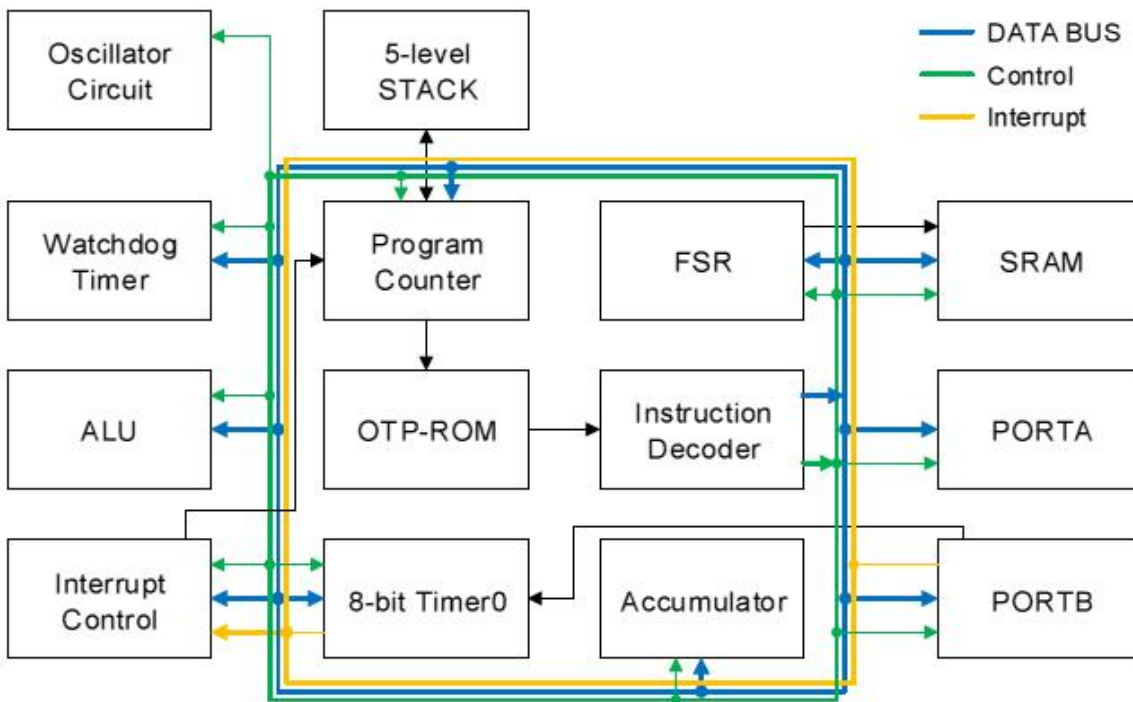 Oscillator
Circuit
5-level
STACK
DATA BUS
Control
Interrupt
Watchdog
Timer
Program
Counter
FSR
SRAM
ALU
OTP-ROM
Instruction
Decoder
PORTA
Interrupt
Control
8-bit Timer0
Accumulator
PORTB